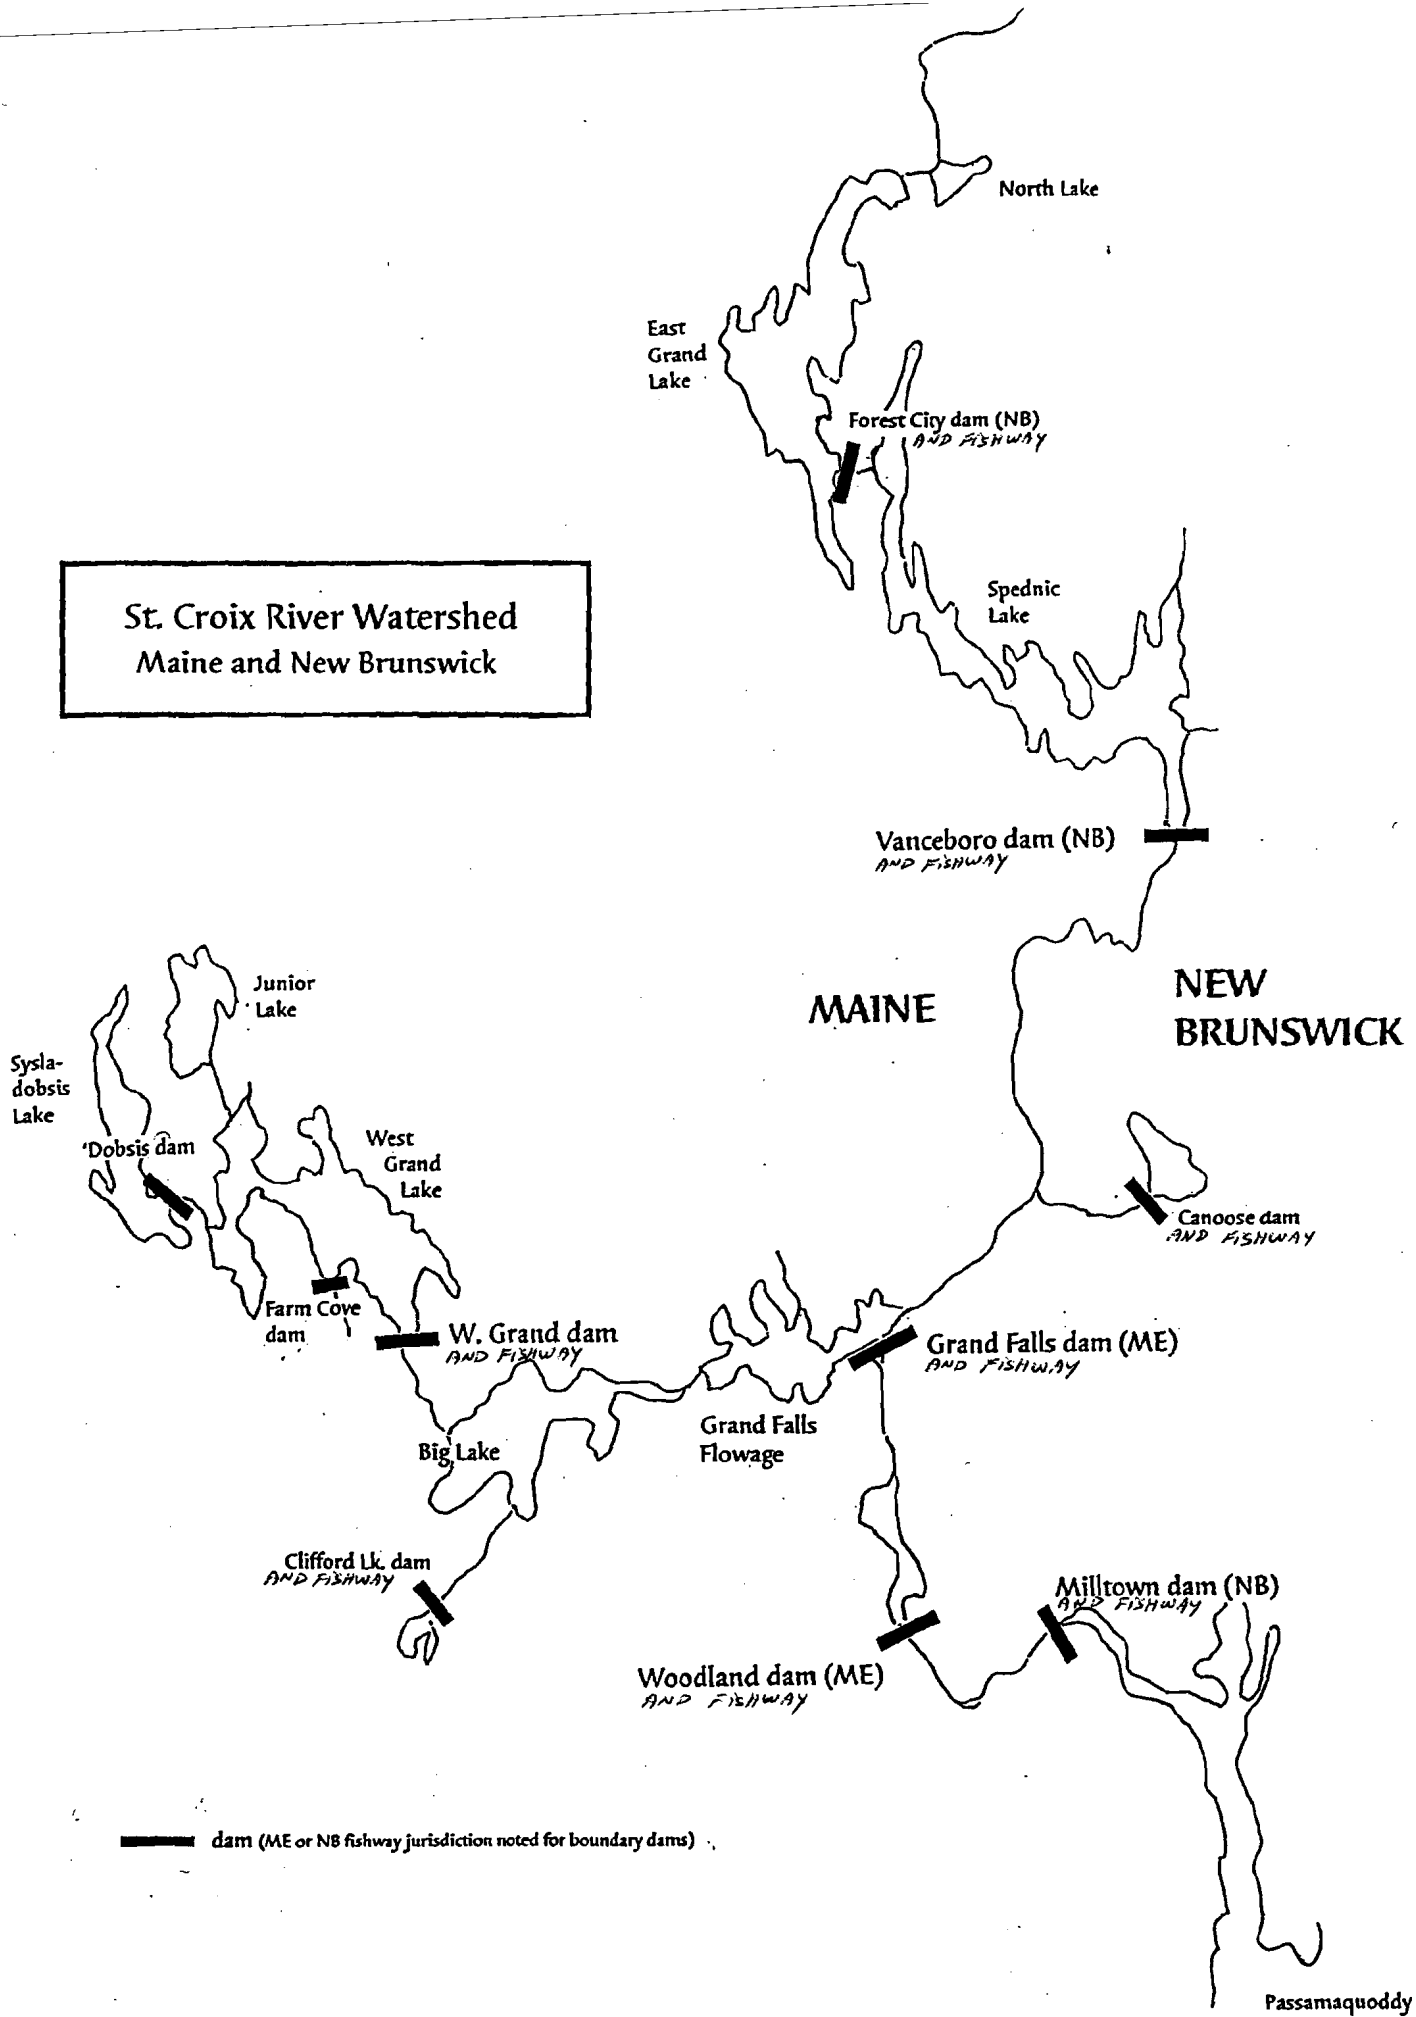 North Lake
East
Grand
Lake
Forest City dam (NB)
AND FISHWAY
St. Croix River Watershed
Maine and New Brunswick
Spednic
Lake
Vanceboro dam (NB)
AND FISHWAY
MAINE
NEW
BRUNSWICK
Junior
Lake
Sysla-
dobsis
Lake
'Dobsis dam
West
Grand
Lake
Canoose dam
AND FISHWAY
Farm Cove
dam
W. Grand dam
AND FISHWAY
Grand Falls dam (ME)
AND FISHWAY
Grand Falls
Flowage
Big Lake
Clifford Lk. dam
AND FISHWAY
Milltown dam (NB)
AND FISHWAY
Woodland dam (ME)
AND FISHWAY
dam (ME or NB fishway jurisdiction noted for boundary dams)
Passamaquoddy